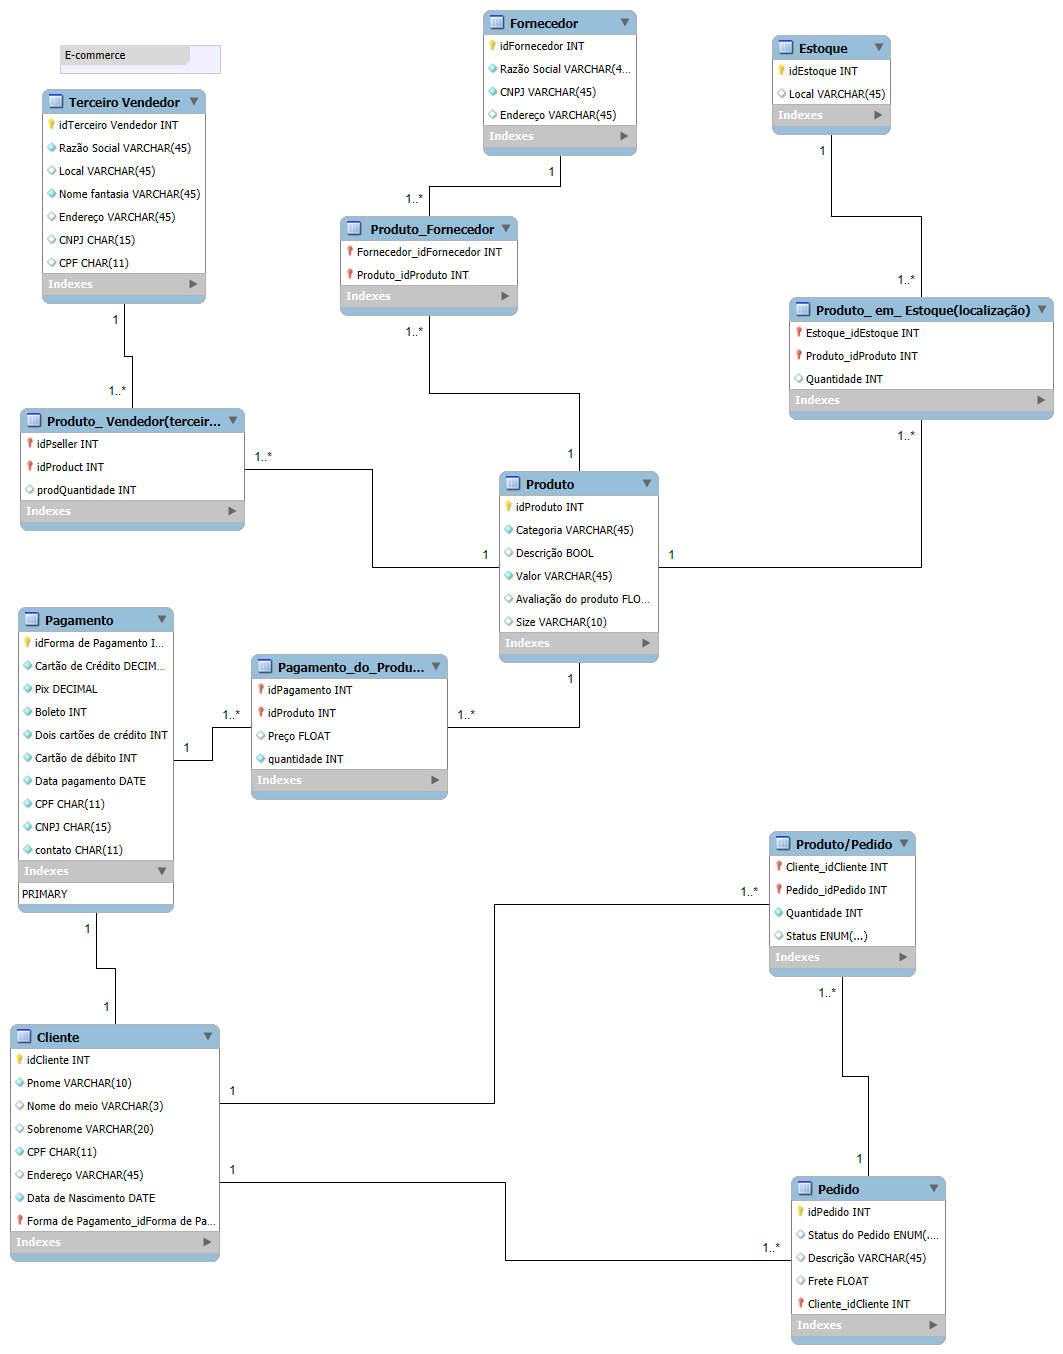 E-commerce
Fornecedor
idFornecedor INT
Razão Social VARCHAR(4...
CNPJ VARCHAR(45)
Endereço VARCHAR(45)
Indexes
Estoque
idEstoque INT
Local VARCHAR(45)
Indexes
Terceiro Vendedor
idTerceiro Vendedor INT
Razão Social VARCHAR(45)
Local VARCHAR(45)
Nome fantasia VARCHAR(45)
Endereço VARCHAR(45)
CNPJ CHAR(15)
CPF CHAR(11)
Indexes
1
1..*
1
1..*
1
1..*
Produto_Fornecedor
Fornecedor_idFornecedor INT
Produto_idProduto INT
Indexes
1..*
1
Produto_ em_ Estoque(localização)
Estoque_idEstoque INT
Produto_idProduto INT
Quantidade INT
Indexes
1..*
1
Produto_ Vendedor(terceir...
idPseller INT
idProduct INT
prodQuantidade INT
Indexes
1..*
1
Produto
idProduto INT
Categoria VARCHAR(45)
Descrição BOOL
Valor VARCHAR(45)
Avaliação do produto FLO...
Size VARCHAR(10)
Indexes
1
1..*
Pagamento
idForma de Pagamento I...
Cartão de Crédito DECIM...
Pix DECIMAL
Boleto INT
Dois cartões de crédito INT
Cartão de débito INT
Data pagamento DATE
CPF CHAR(11)
CNPJ CHAR(15)
contato CHAR(11)
Indexes
PRIMARY
1
1..*
Pagamento_do_Produ...
idPagamento INT
idProduto INT
Preço FLOAT
quantidade INT
Indexes
1
1
Produto/Pedido
Cliente_idCliente INT
Pedido_idPedido INT
Quantidade INT
Status ENUM(...)
Indexes
1..*
1
1..*
1
Cliente
idCliente INT
Pnome VARCHAR(10)
Nome do meio VARCHAR(3)
Sobrenome VARCHAR(20)
CPF CHAR(11)
Endereço VARCHAR(45)
Data de Nascimento DATE
Forma de Pagamento_idForma de Pa...
Indexes
1
1..*
Pedido
idPedido INT
Status do Pedido ENUM(....
Descrição VARCHAR(45)
Frete FLOAT
Cliente_idCliente INT
Indexes